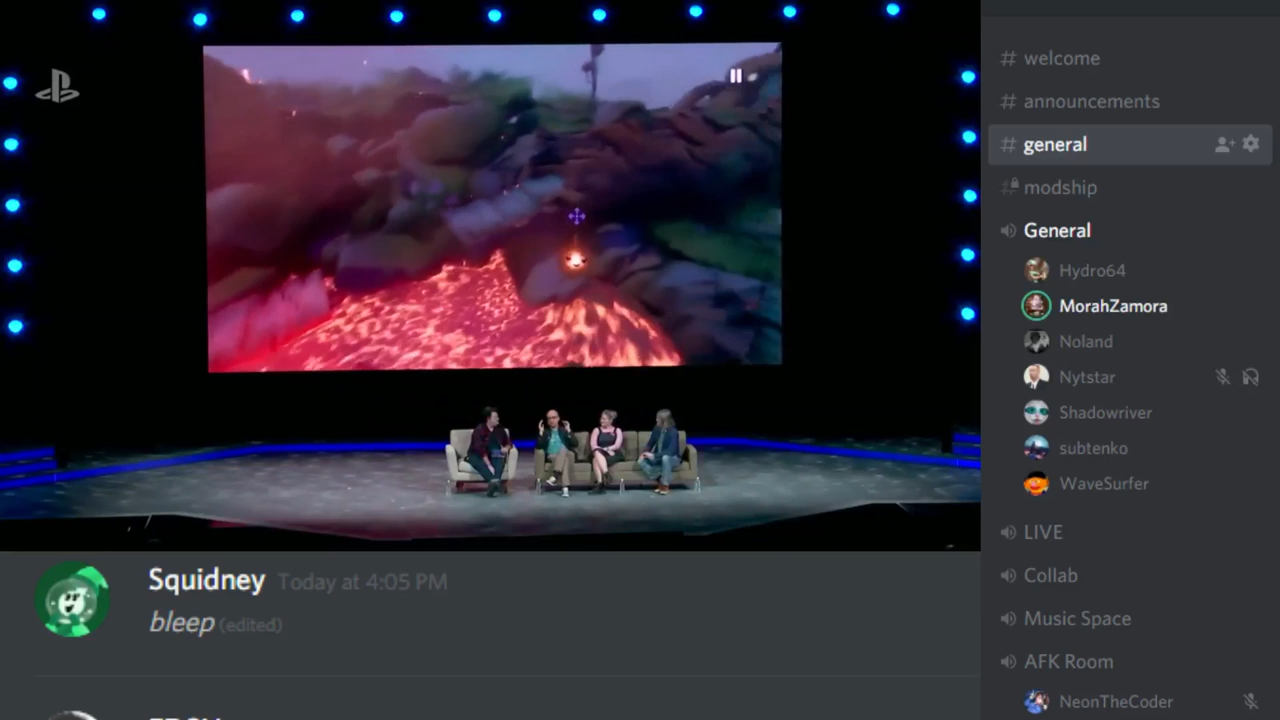 welcome
announcements
general
modship
General
Hydro64
MorahZamora
Noland
Nytstar
Shadowriver
subtenko
WaveSurfer
LIVE
Collab
Music Space
AFK Room
NeonTheCoder
Squidney Today at 4:05 PM
bleep (edited)